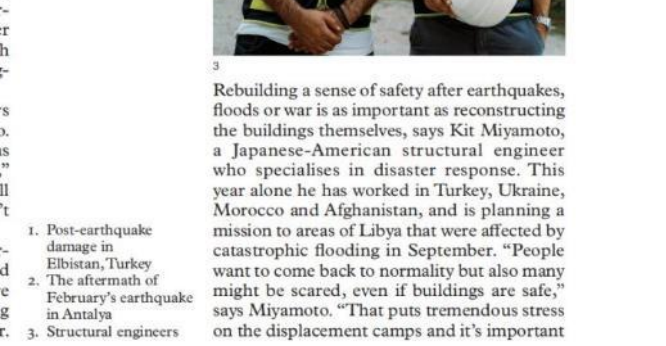 3
Rebuilding a sense of safety after earthquakes,
floods or war is as important as reconstructing
the buildings themselves, says Kit Miyamoto,
a Japanese-American structural engineer
who specialises in disaster response. This
year alone he has worked in Turkey, Ukraine,
Morocco and Afghanistan, and is planning a
mission to areas of Libya that were affected by
catastrophic flooding in September. “People
want to come back to normality but also many
might be scared, even if buildings are safe,”
says Miyamoto. “That puts tremendous stress
on the displacement camps and it’s important
1. Post-earthquake
damage in
Elbistan, Turkey
2. The aftermath of
February’s earthquake
in Antalya
3. Structural engineers